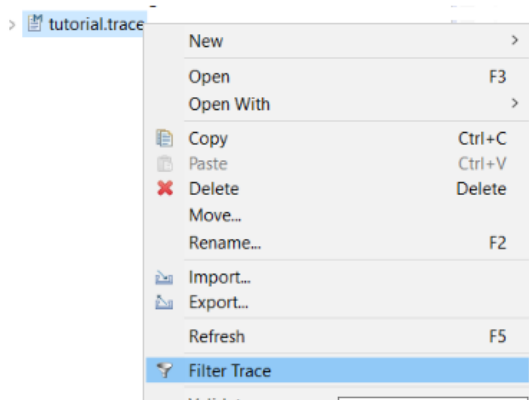 tutorial.trace
New
Open F3
Open With
Copy Ctrl+C
Paste Ctrl+V
Delete Delete
Move...
Rename... F2
Import...
Export...
Refresh F5
Filter Trace